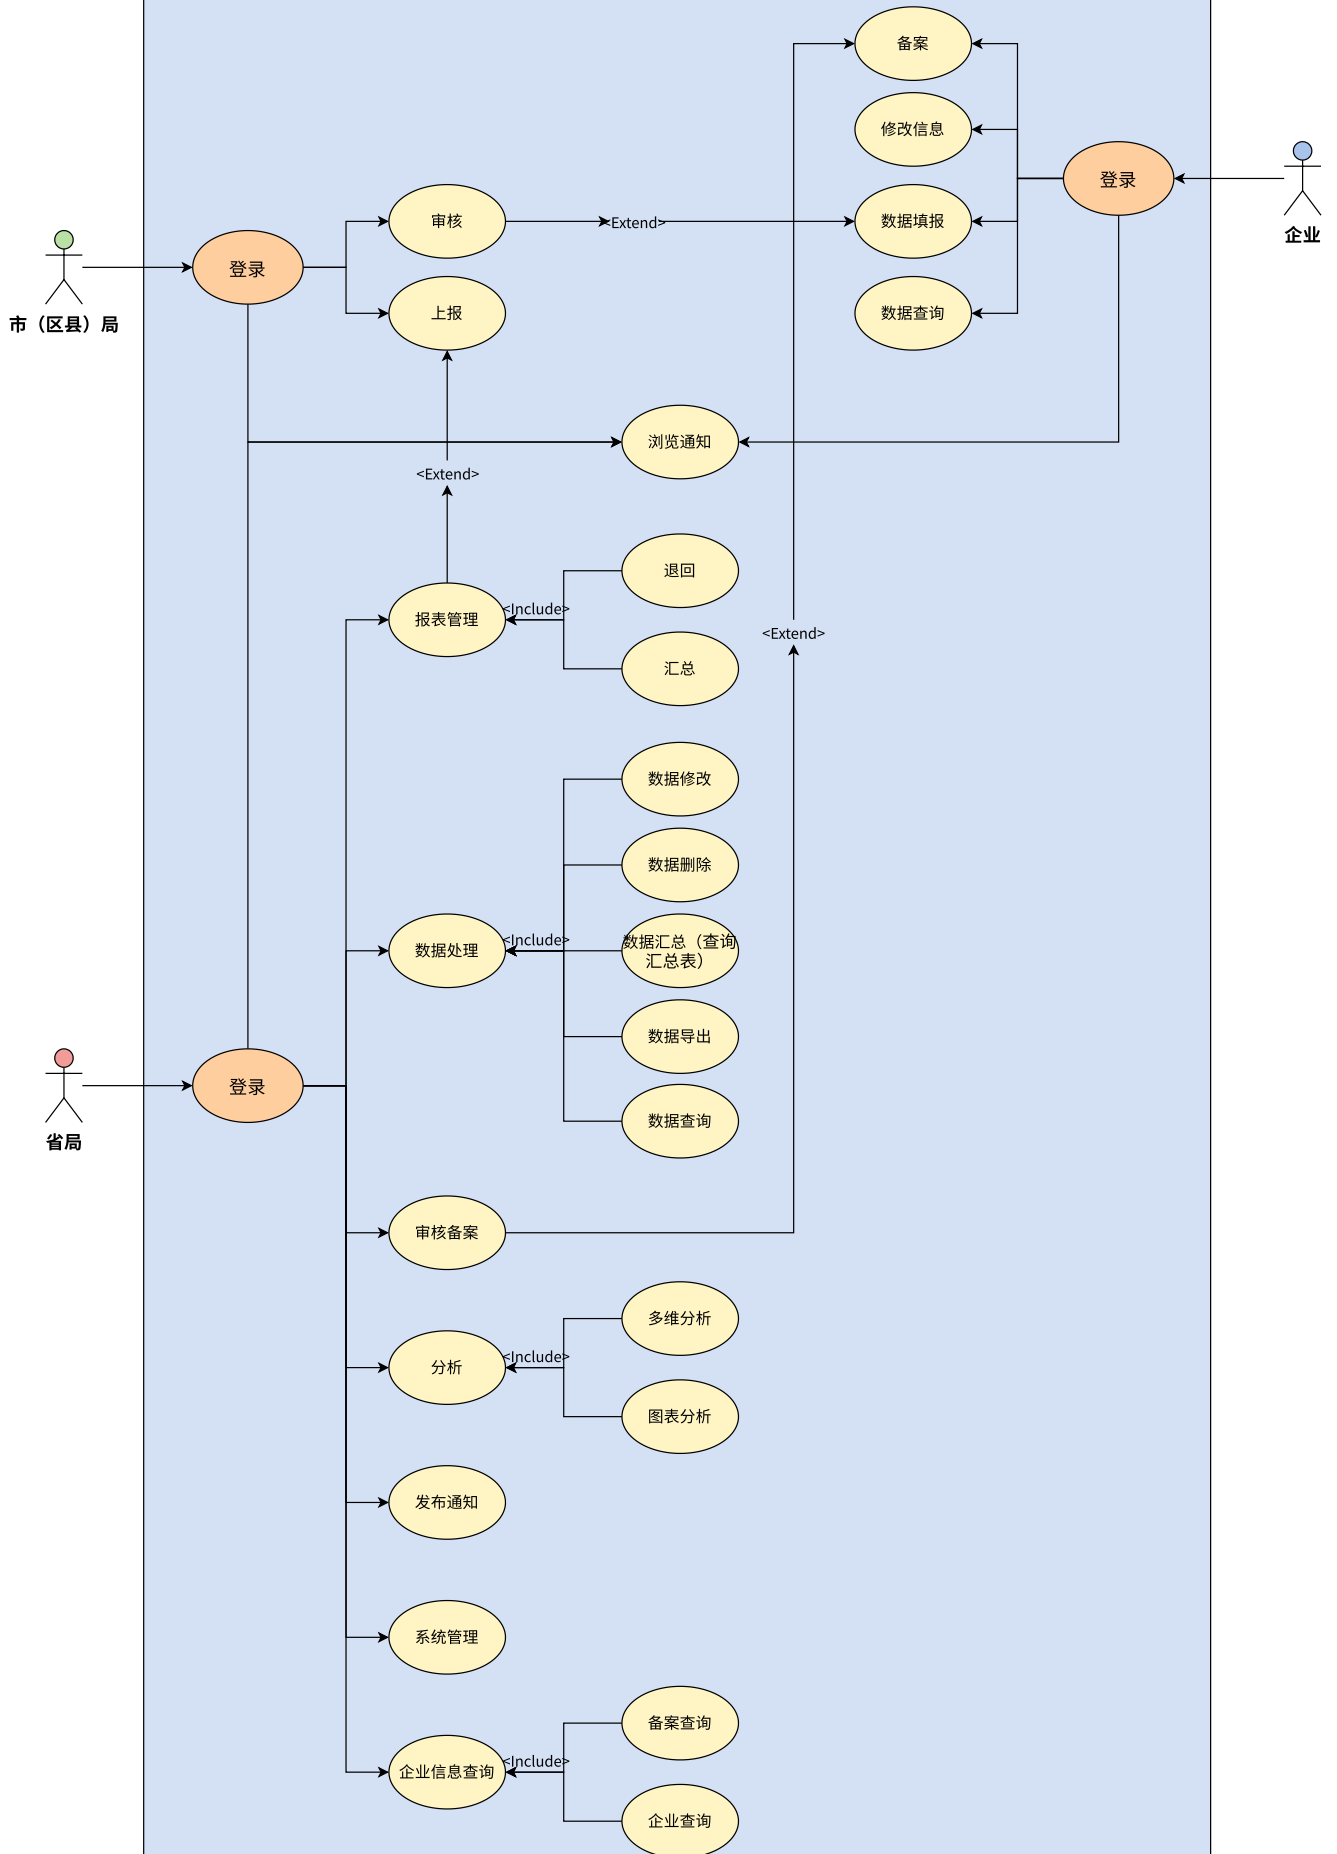 备案
修改信息
登录
企业
审核
<Extend>
数据填报
登录
市（区县）局
上报
数据查询
浏览通知
<Extend>
退回
<Include>
报表管理
<Extend>
汇总
数据修改
数据删除
<Include>
数据处理
数据汇总（查询
汇总表）
数据导出
登录
省局
数据查询
审核备案
多维分析
<Include>
分析
图表分析
发布通知
系统管理
备案查询
<Include>
企业信息查询
企业查询